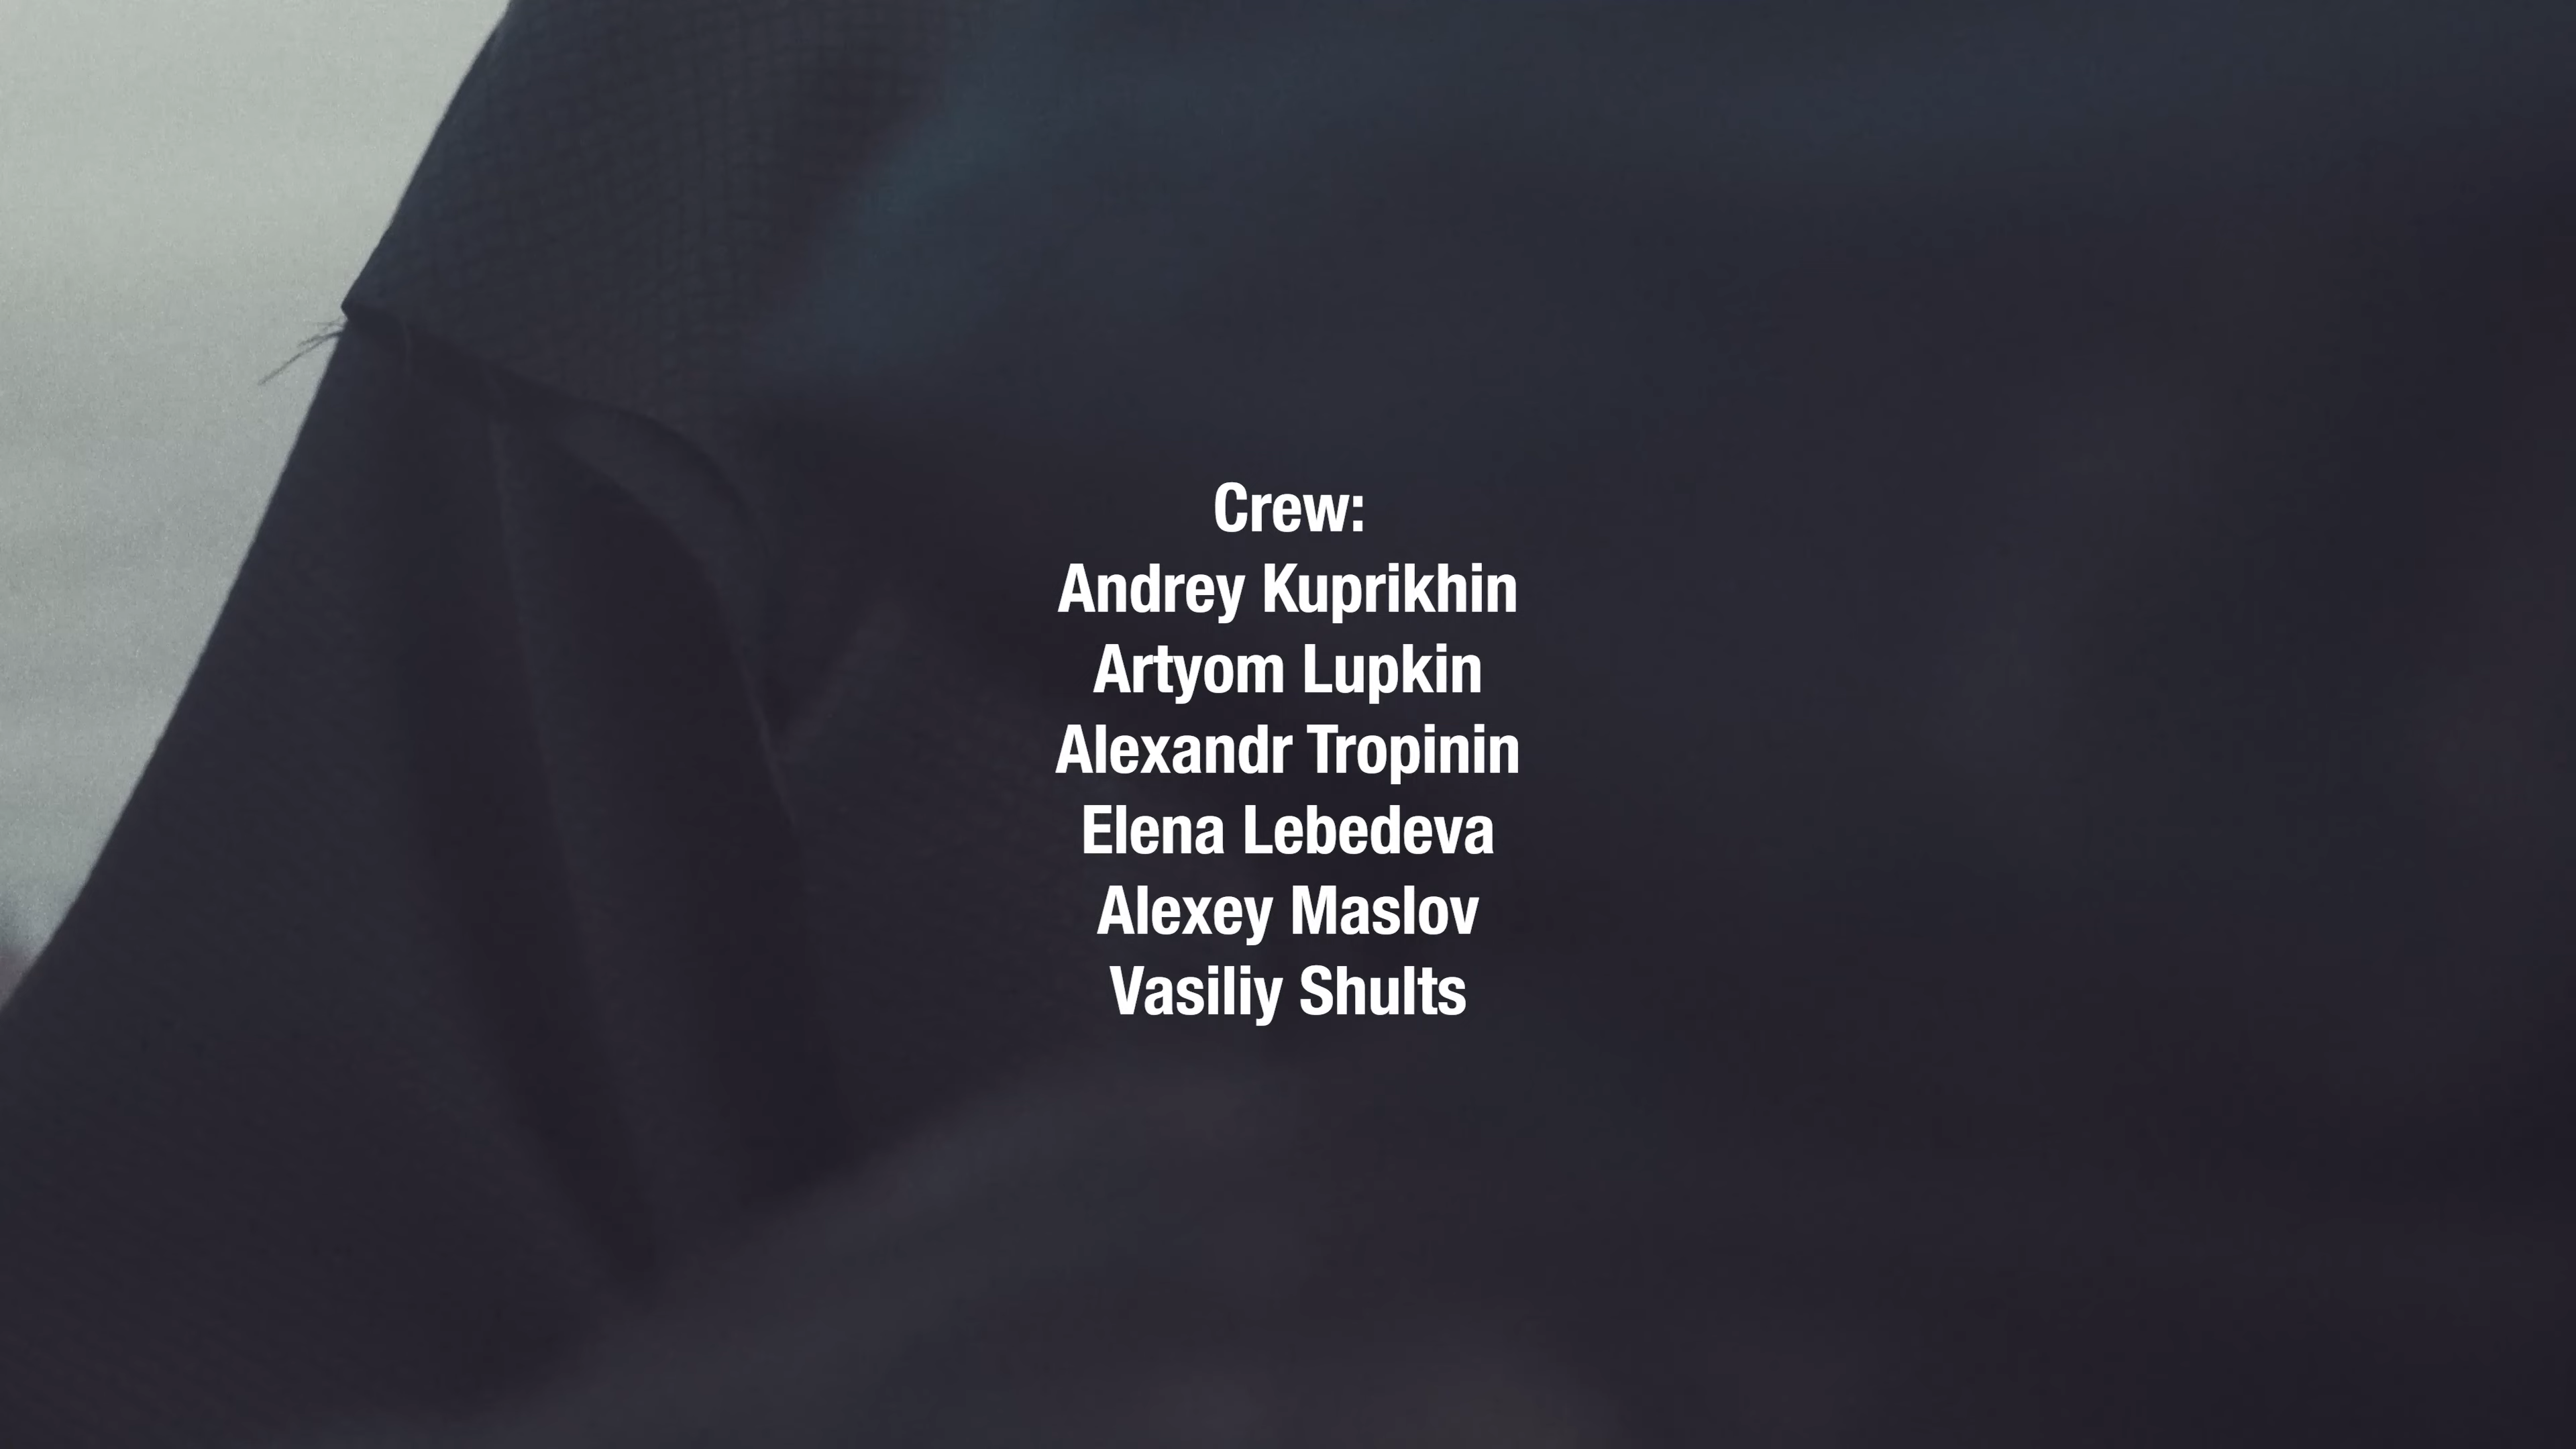 Crew:
Andrey Kuprikhin
Artyom Lupkin
Alexandr Tropinin
Elena Lebedeva
Alexey Maslov
Vasiliy Shults